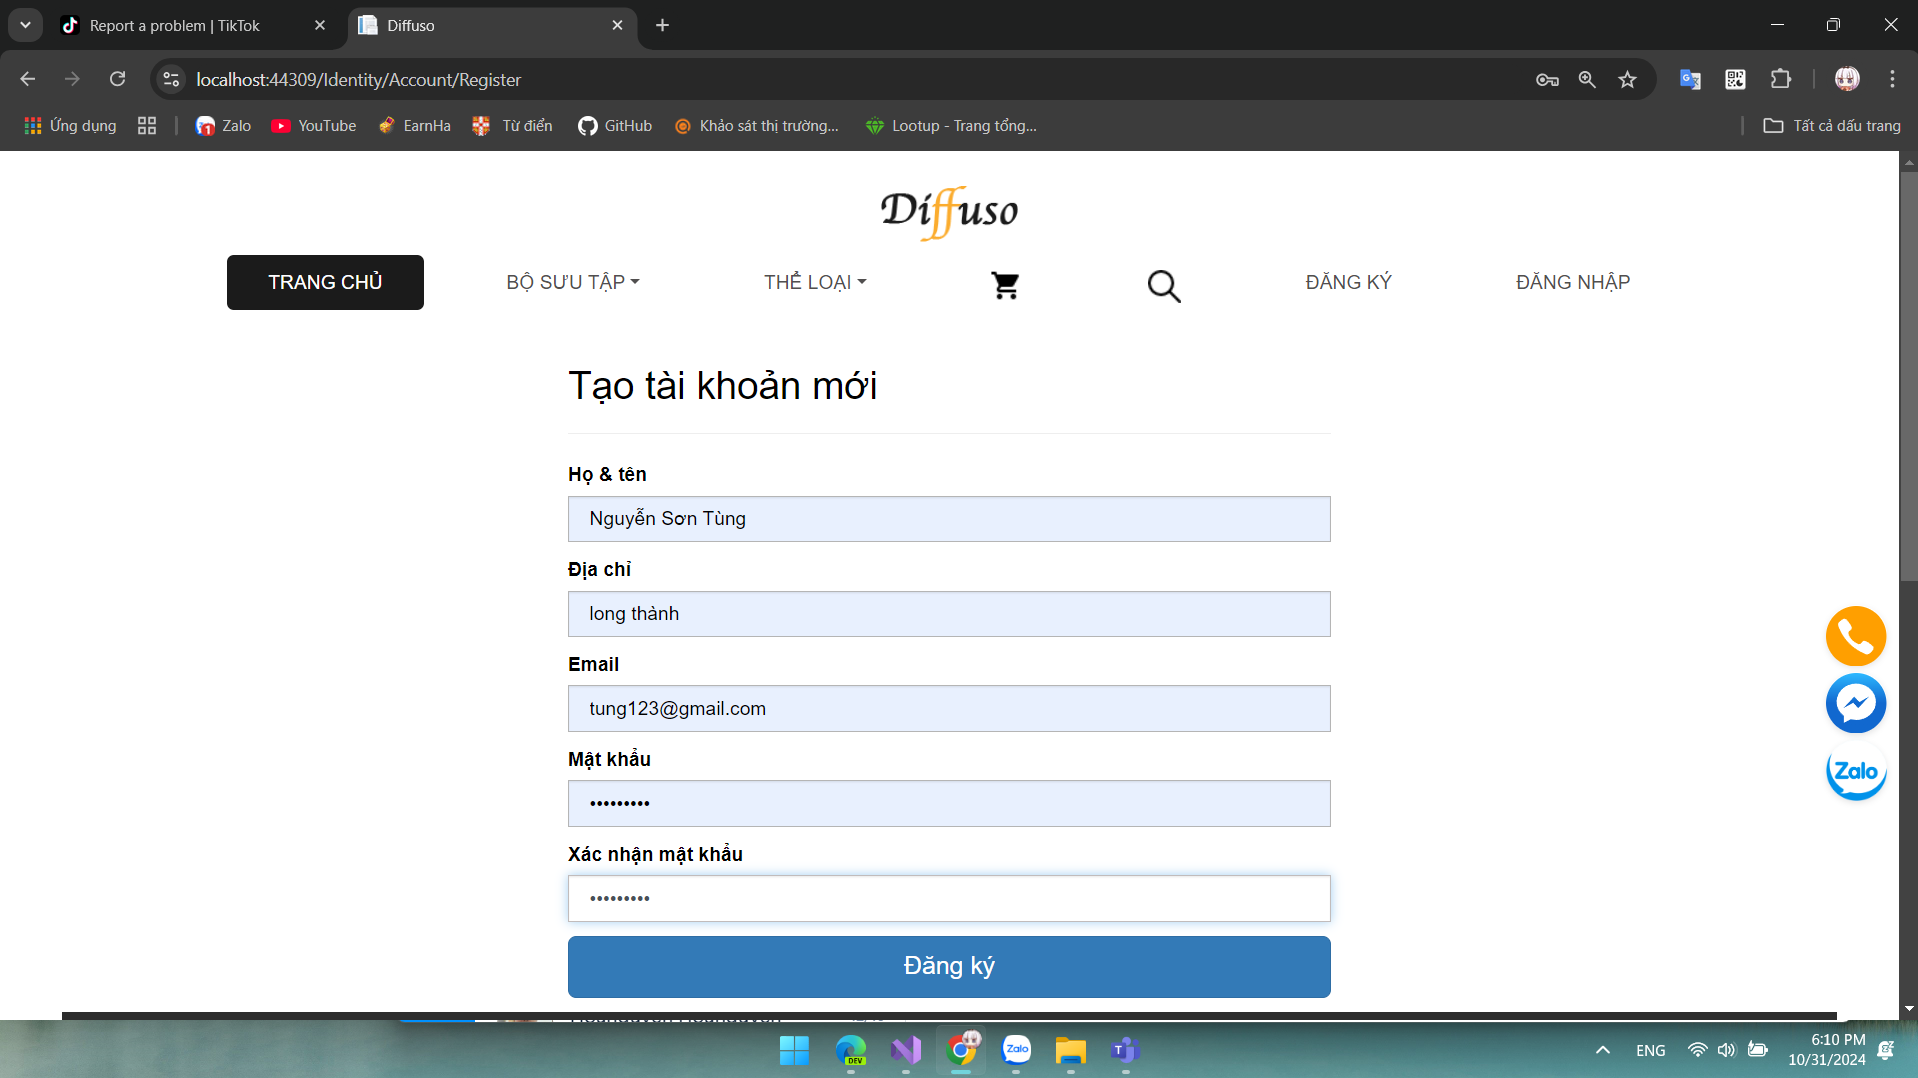 Report a problem | TikTok
Diffuso
localhost:44309/Identity/Account/Register
Ứng dụng
Zalo
YouTube
EarnHa
Từ điển
GitHub
Khảo sát thị trường...
Lootup - Trang tổng...
Tất cả dấu trang
Diffuso
TRANG CHỦ
BỘ SƯU TẬP
THỂ LOẠI
ĐĂNG KÝ
ĐĂNG NHẬP
Tạo tài khoản mới
Họ & tên
Nguyễn Sơn Tùng
Địa chỉ
long thành
Email
tung123@gmail.com
Mật khẩu
•••••••••
Xác nhận mật khẩu
•••••••••
Đăng ký
Zalo
DEV
Zalo
ENG
6:10 PM
10/31/2024